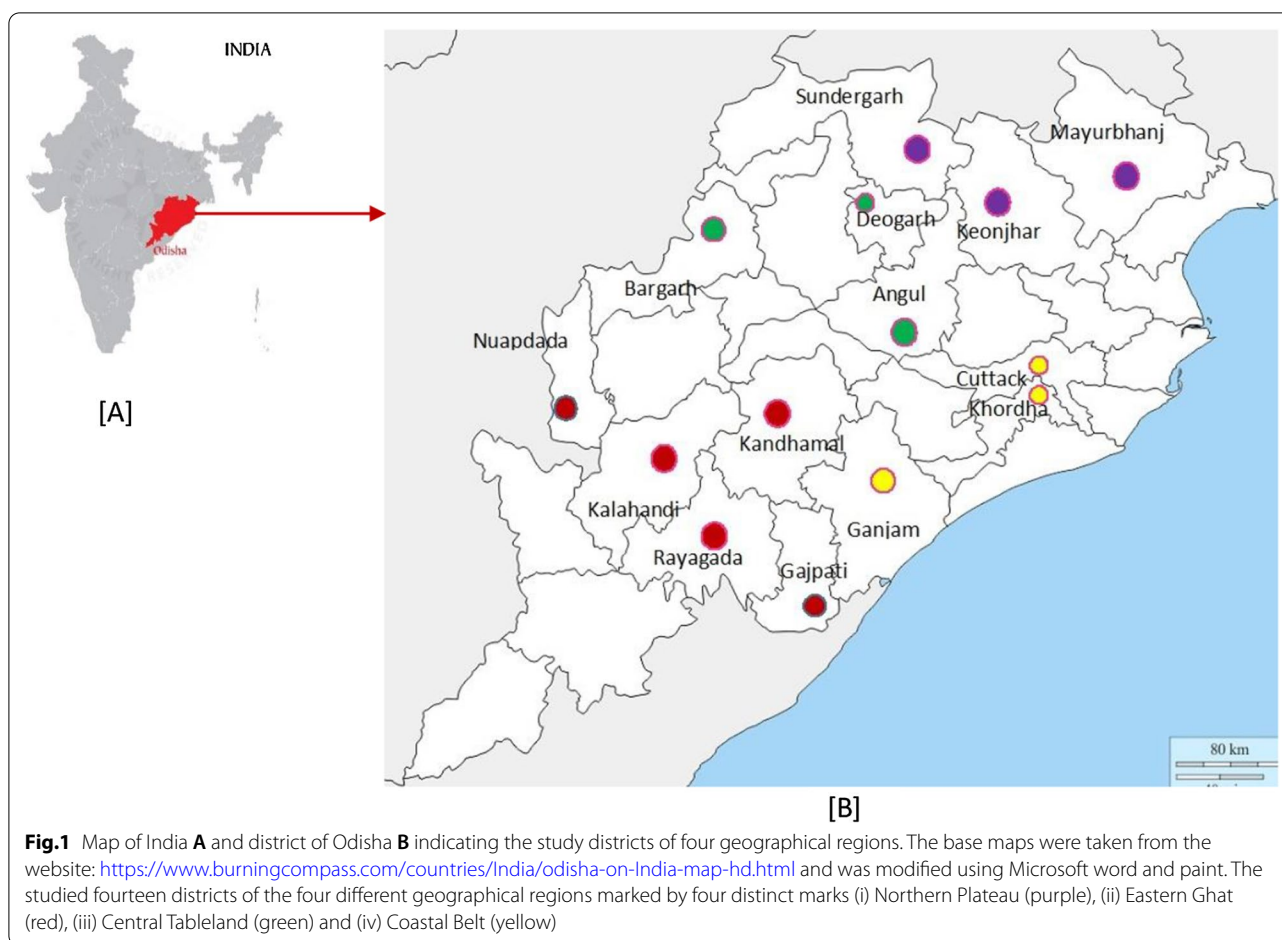 INDIA
Odisha
[A]
Sundergarh
Mayurbhanj
Deogarh
Keonjhar
Bargarh
Angul
Nuapdada
Cuttack
Khordha
Kandhamal
Kalahandi
Ganjam
Rayagada
Gajpati
80 km
[B]
Fig.1 Map of India A and district of Odisha B indicating the study districts of four geographical regions. The base maps were taken from the
website: https://www.burningcompass.com/countries/India/odisha-on-India-map-hd.html and was modified using Microsoft word and paint. The
studied fourteen districts of the four different geographical regions marked by four distinct marks (i) Northern Plateau (purple), (ii) Eastern Ghat
(red), (iii) Central Tableland (green) and (iv) Coastal Belt (yellow)